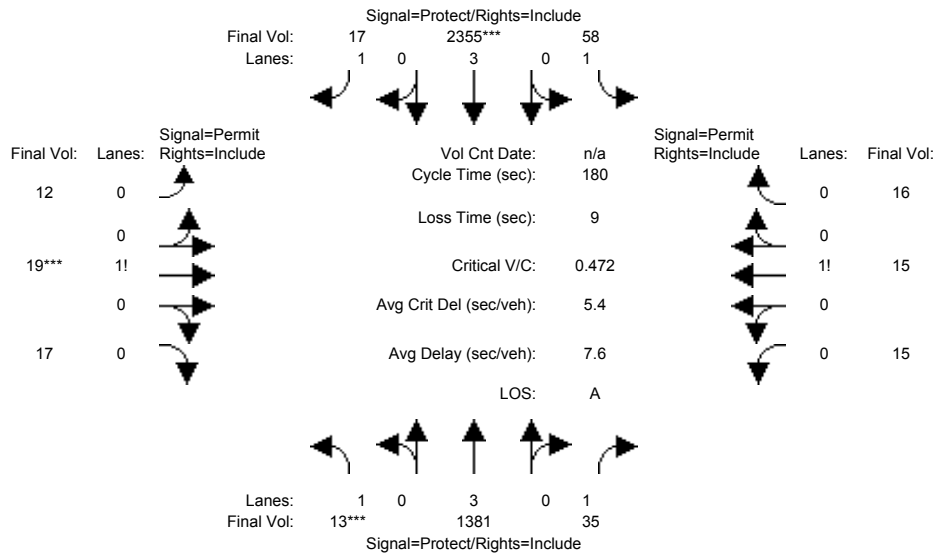 Signal=Protect/Rights=Include
Final Vol: 17 2355*** 58
Lanes: 1 0 3 0 1
Signal=Permit
Rights=Include
Final Vol: Lanes:
Vol Cnt Date: n/a
Signal=Permit
Rights=Include
Lanes: Final Vol:
Cycle Time (sec): 180
12 0
0 16
Loss Time (sec): 9
0
0
19*** 1!
Critical V/C: 0.472
1! 15
0
Avg Crit Del (sec/veh): 5.4
0
17 0
Avg Delay (sec/veh): 7.6
0 15
LOS: A
Lanes: 1 0 3 0 1
Final Vol: 13*** 1381 35
Signal=Protect/Rights=Include